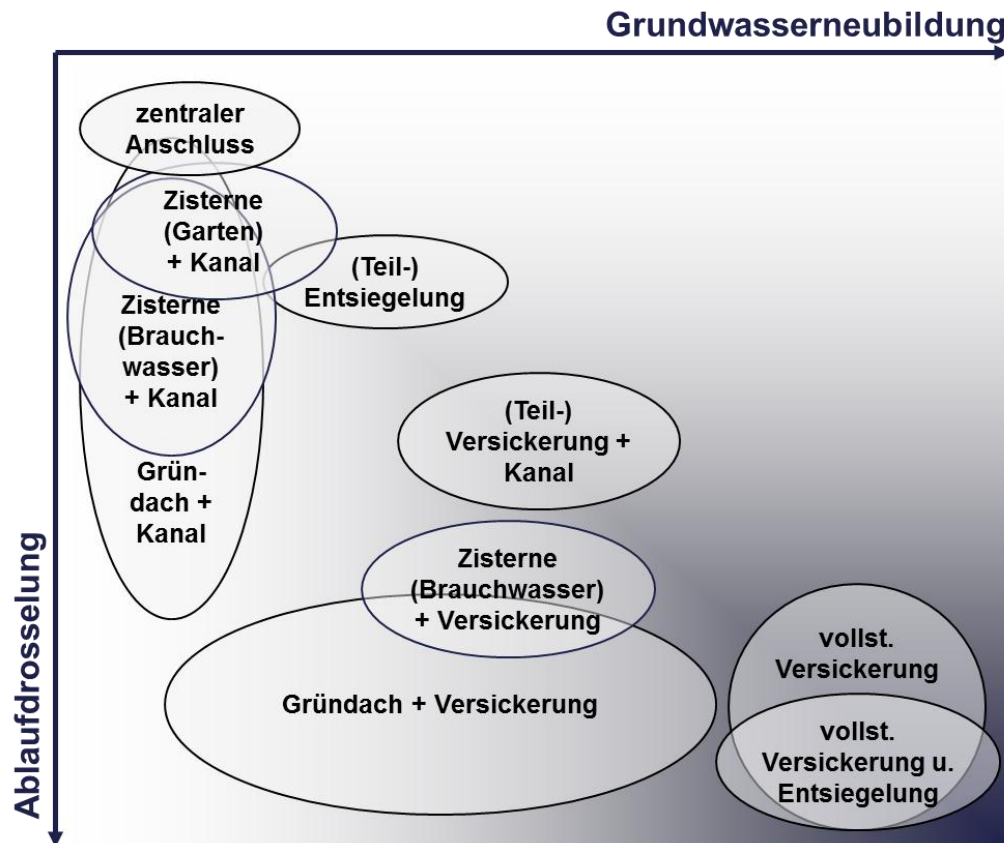 Grundwasserneubildung
zentraler
Anschluss
Zisterne
(Garten)
+ Kanal
(Teil-)
Entsiegelung
Zisterne
(Brauch-
wasser)
+ Kanal
(Teil-)
Versickerung +
Kanal
Grün-
dach +
Kanal
Zisterne
(Brauchwasser)
+ Versickerung
Gründach + Versickerung
vollst.
Versickerung
vollst.
Versickerung u.
Entsiegelung
Ablaufdrosselung